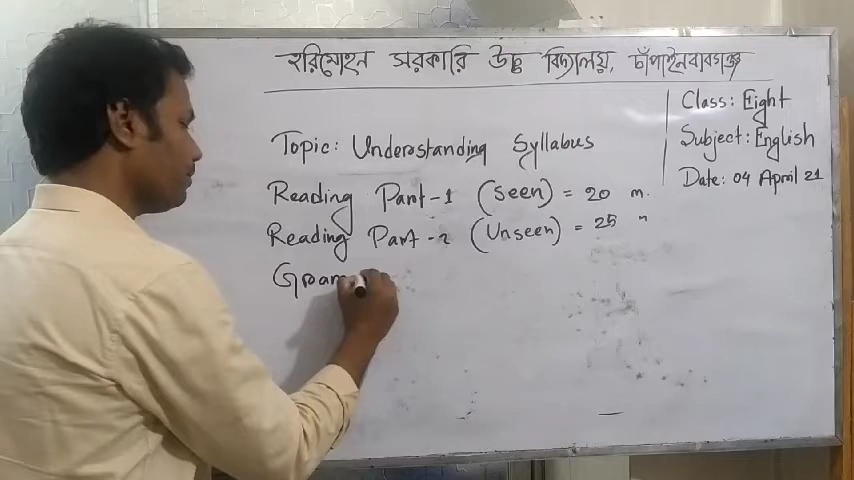 হরিমোহন সরকারি উচ্চ বিদ্যালয়, চাঁপাইনবাবগঞ্জ
Class: Eight
Subject: English
Date: 04 April 21
Topic: Understanding Syllabus
Reading Part-1 (Seen) = 20 m.
Reading Part-2 (Unseen) = 25 "
Gram